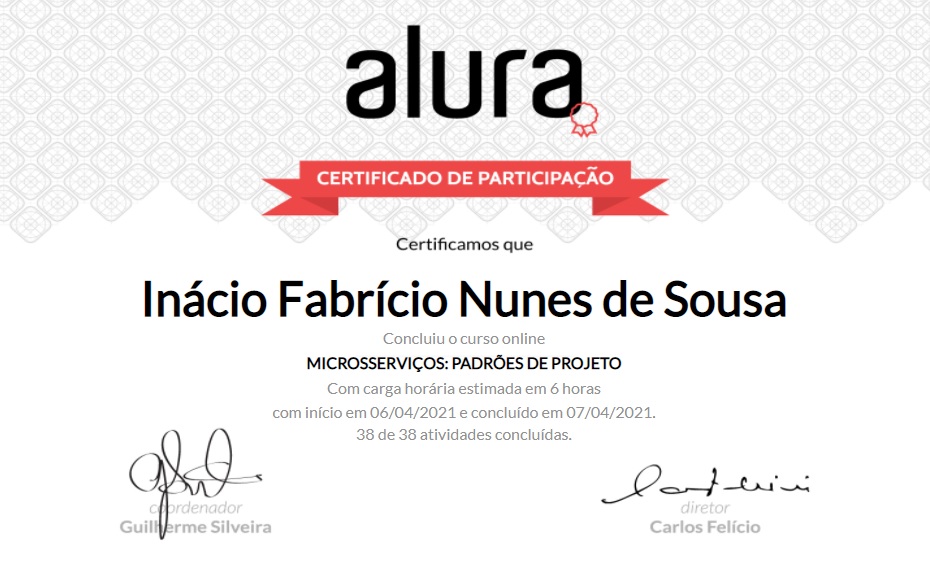 alura
CERTIFICADO DE PARTICIPAÇÃO
Certificamos que
Inácio Fabrício Nunes de Sousa
Concluiu o curso online
MICROSSERVIÇOS: PADRÕES DE PROJETO
Com carga horária estimada em 6 horas
com início em 06/04/2021 e concluído em 07/04/2021.
38 de 38 atividades concluídas.
coordenador
Guilherme Silveira
diretor
Carlos Felício